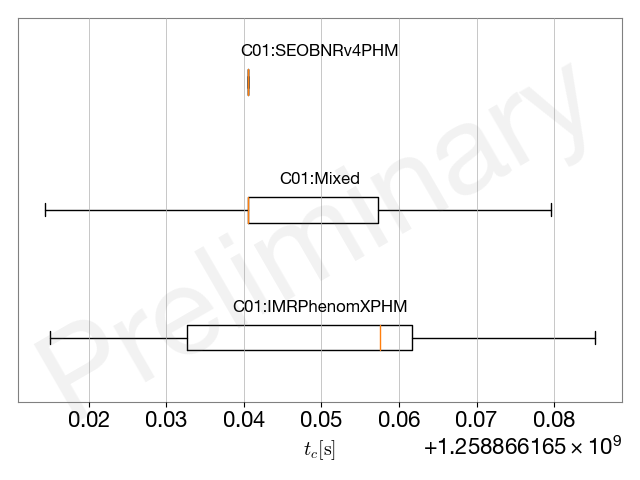 C01:SEOBNRv4PHM
C01:Mixed
C01:IMRPhenomXPHM
Preliminary
0.02 0.03 0.04 0.05 0.06 0.07 0.08
t_c[s]
+1.258866165 × 10⁹